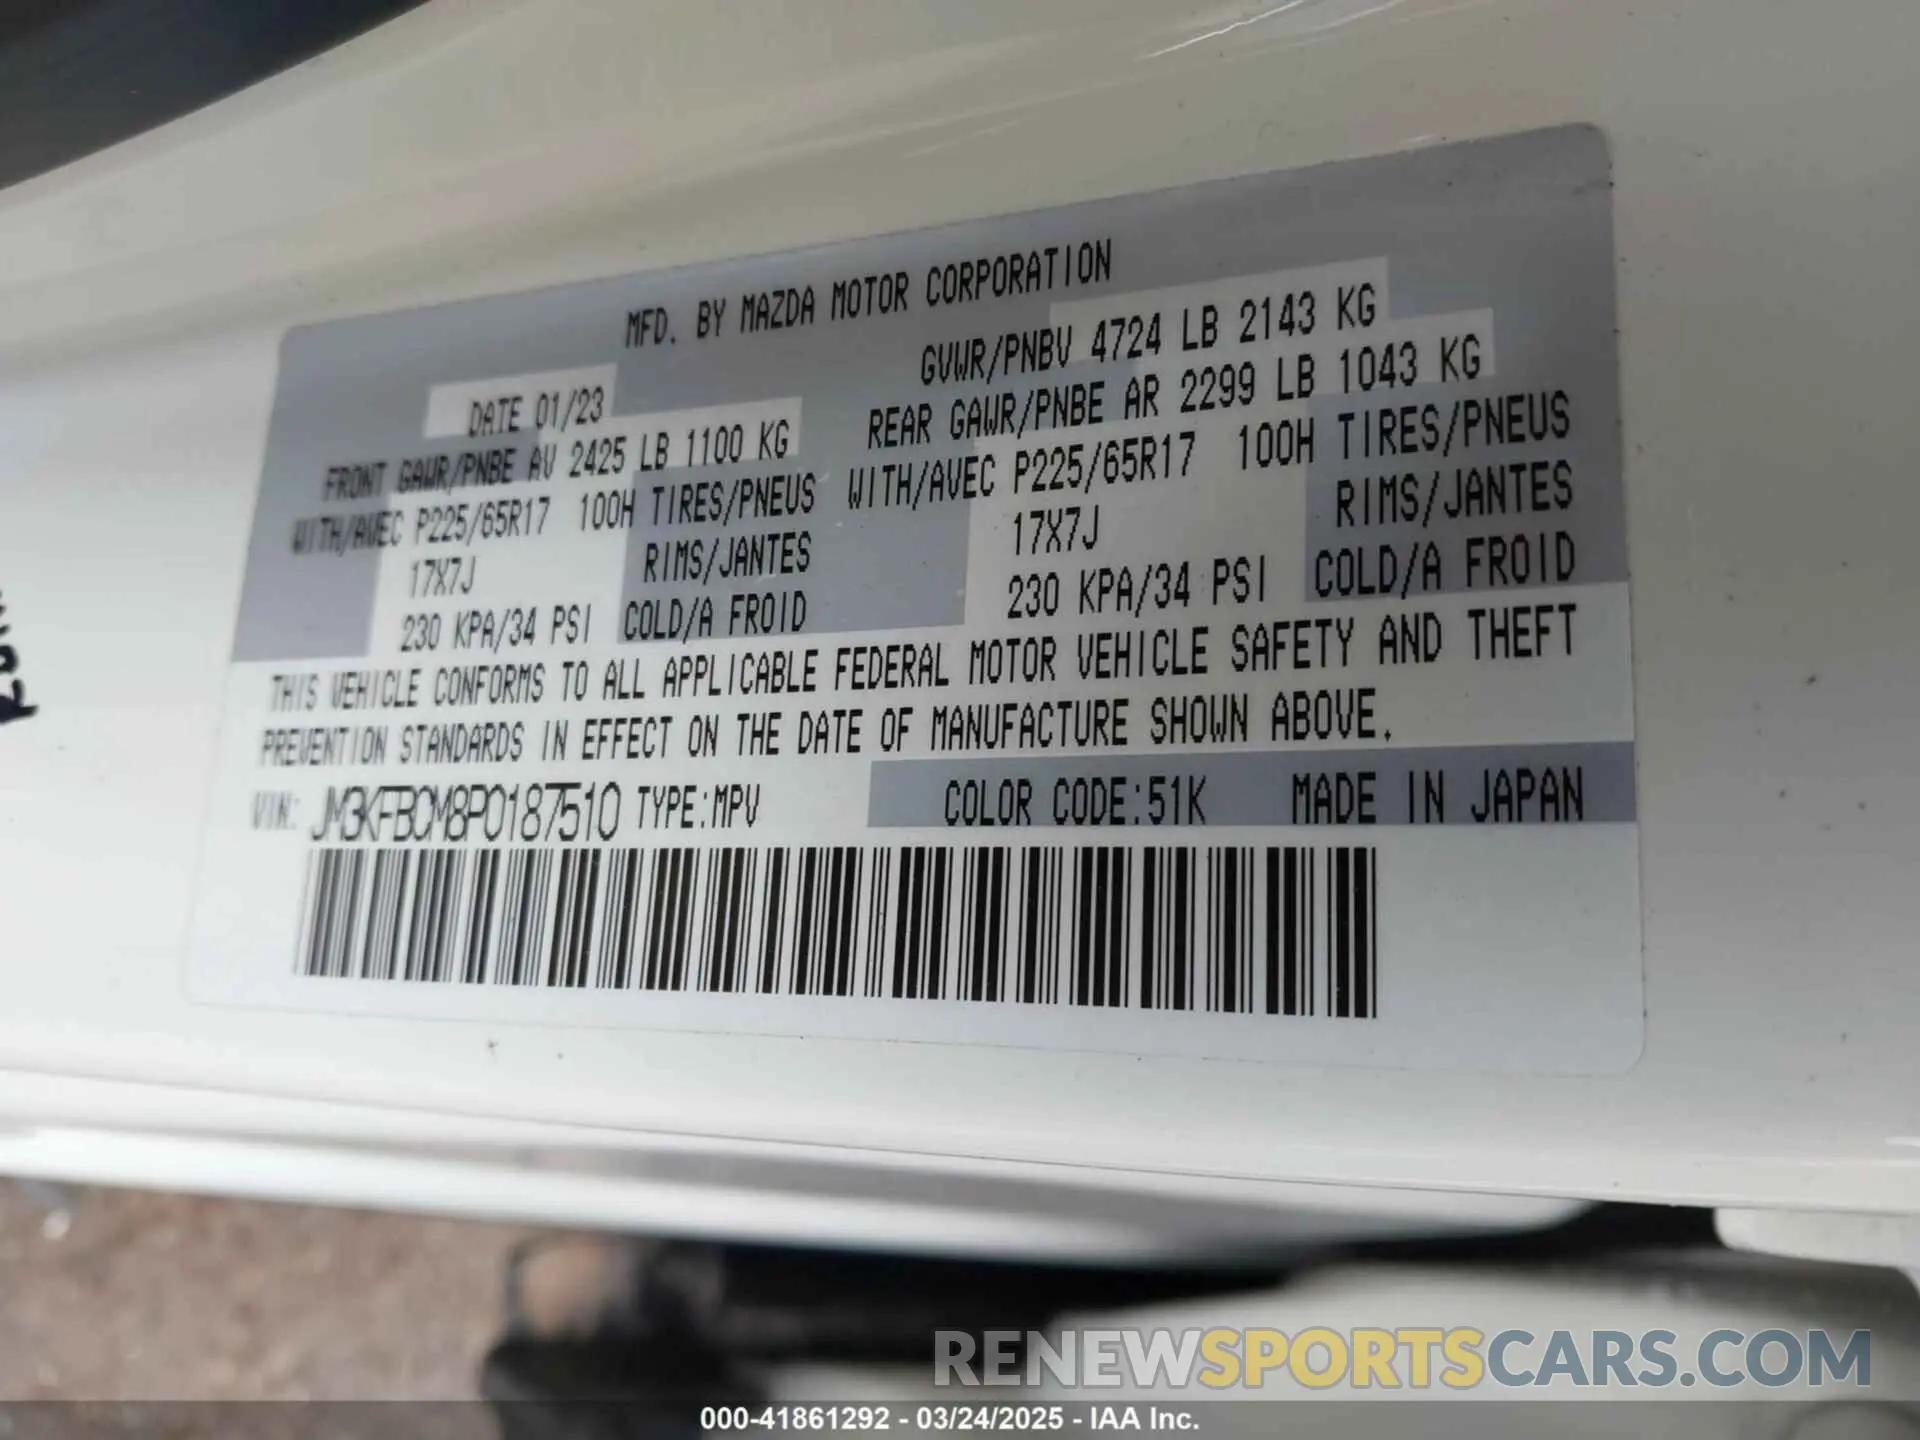 MFD. BY MAZDA MOTOR CORPORATION
DATE 01/23
GVWR/PNBV 4724 LB 2143 KG
FRONT GAWR/PNBE AV 2425 LB 1100 KG
WITH/AVEC P225/65R17 100H TIRES/PNEUS
17X7J RIMS/JANTES
230 KPA/34 PSI COLD/A FROID
REAR GAWR/PNBE AR 2299 LB 1043 KG
WITH/AVEC P225/65R17 100H TIRES/PNEUS
17X7J RIMS/JANTES
230 KPA/34 PSI COLD/A FROID
THIS VEHICLE CONFORMS TO ALL APPLICABLE FEDERAL MOTOR VEHICLE SAFETY AND THEFT
PREVENTION STANDARDS IN EFFECT ON THE DATE OF MANUFACTURE SHOWN ABOVE.
VIN: JM3KFBCM8P0187510 TYPE:MPV COLOR CODE:51K MADE IN JAPAN
RENEWSPORTSCARS.COM
000-41861292 - 03/24/2025 - IAA Inc.